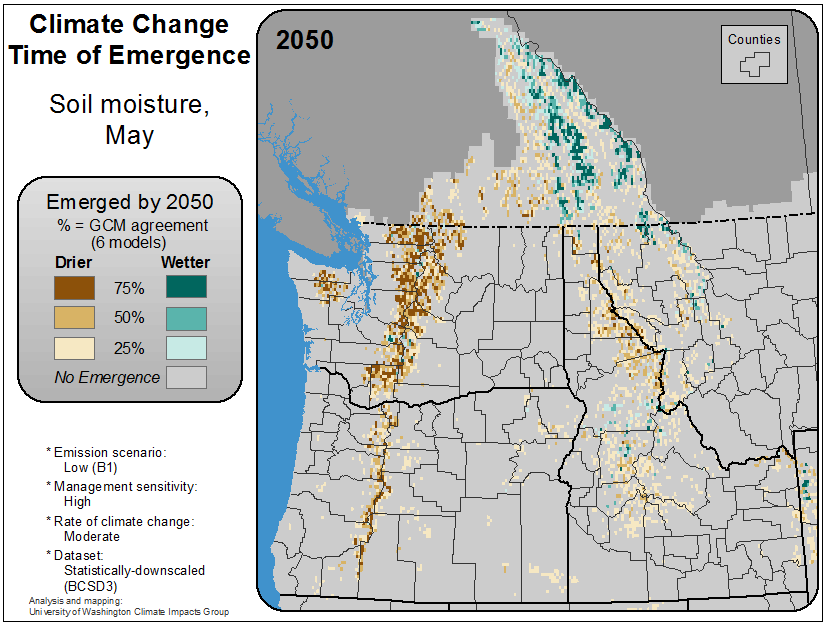 Climate Change
Time of Emergence
Soil moisture,
May
Emerged by 2050
% = GCM agreement
(6 models)
Drier Wetter
75%
50%
25%
No Emergence
* Emission scenario:
Low (B1)
* Management sensitivity:
High
* Rate of climate change:
Moderate
* Dataset:
Statistically-downscaled
(BCSD3)
Analysis and mapping:
University of Washington Climate Impacts Group
2050
Counties